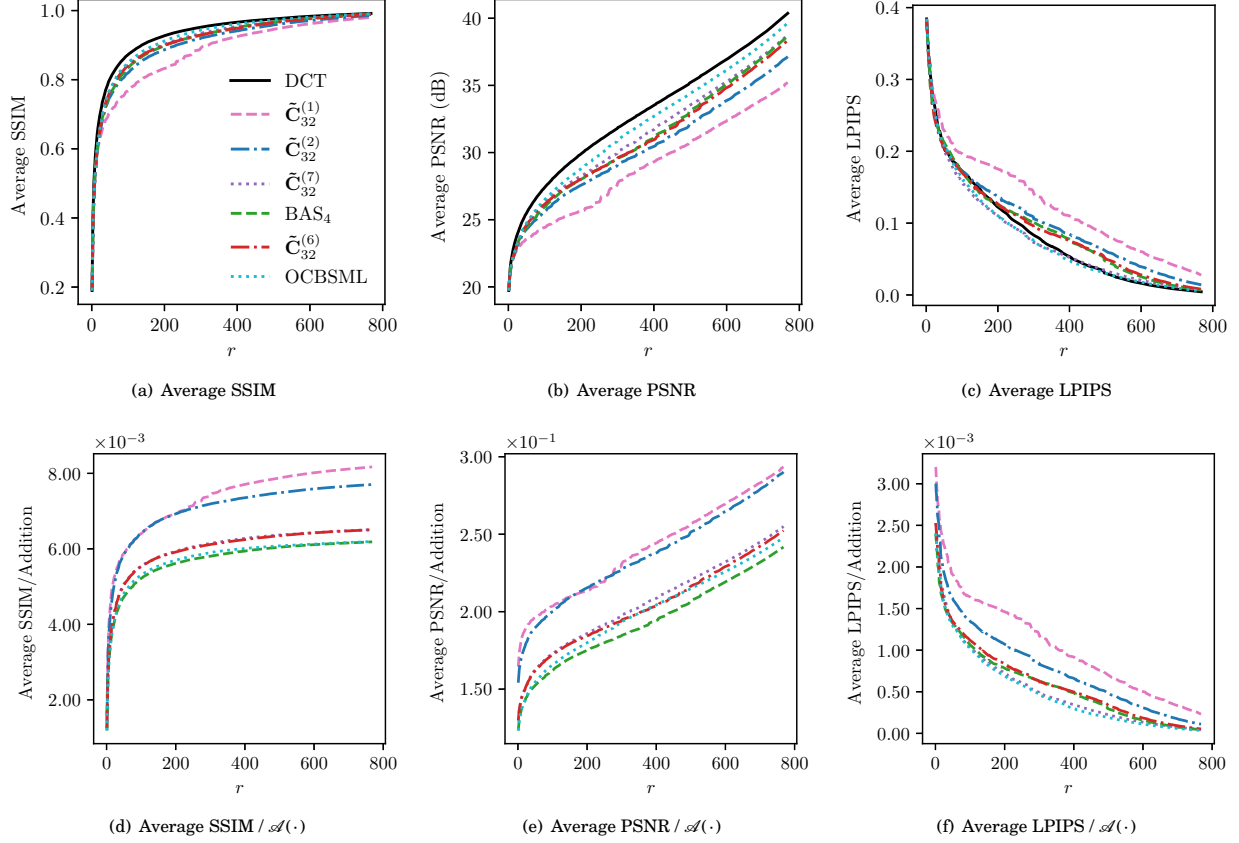 1.0
0.8
0.6
0.4
0.2
Average SSIM
DCT
C̃₃₂⁽¹⁾
C̃₃₂⁽²⁾
C̃₃₂⁽⁷⁾
BAS₄
C̃₃₂⁽⁶⁾
OCBSML
0 200 400 600 800
r
(a) Average SSIM
40
35
30
25
20
Average PSNR (dB)
0 200 400 600 800
r
(b) Average PSNR
0.4
0.3
0.2
0.1
0.0
Average LPIPS
0 200 400 600 800
r
(c) Average LPIPS
×10⁻³
8.00
6.00
4.00
2.00
Average SSIM/Addition
0 200 400 600 800
r
(d) Average SSIM / 𝒜(·)
×10⁻¹
3.00
2.50
2.00
1.50
Average PSNR/Addition
0 200 400 600 800
r
(e) Average PSNR / 𝒜(·)
×10⁻³
3.00
2.50
2.00
1.50
1.00
0.50
0.00
Average LPIPS/Addition
0 200 400 600 800
r
(f) Average LPIPS / 𝒜(·)